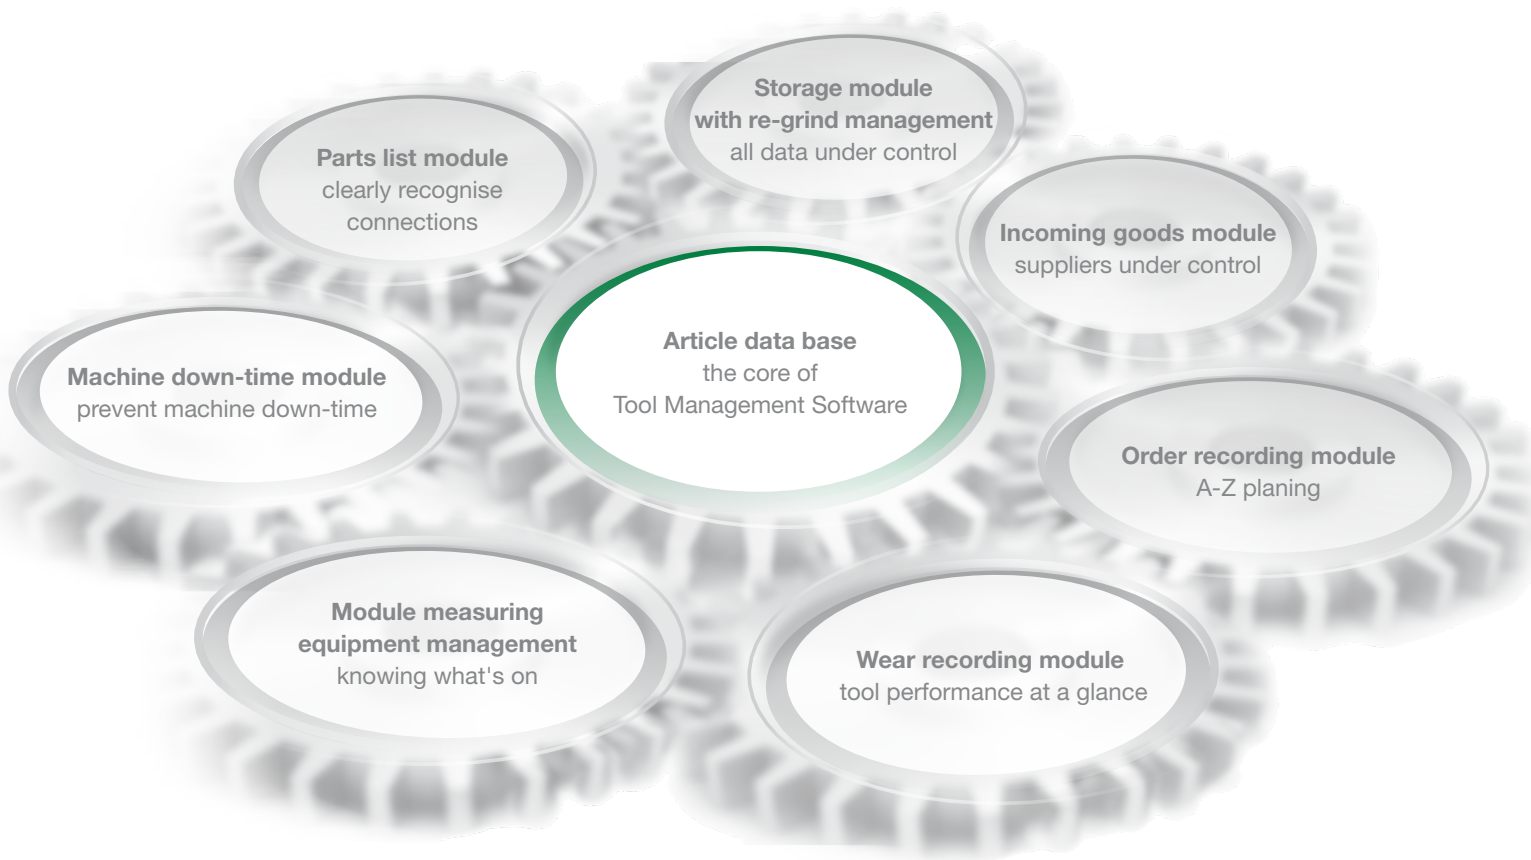 Storage module
with re-grind management
all data under control
Parts list module
clearly recognise
connections
Incoming goods module
suppliers under control
Article data base
the core of
Tool Management Software
Machine down-time module
prevent machine down-time
Order recording module
A-Z planing
Module measuring
equipment management
knowing what's on
Wear recording module
tool performance at a glance